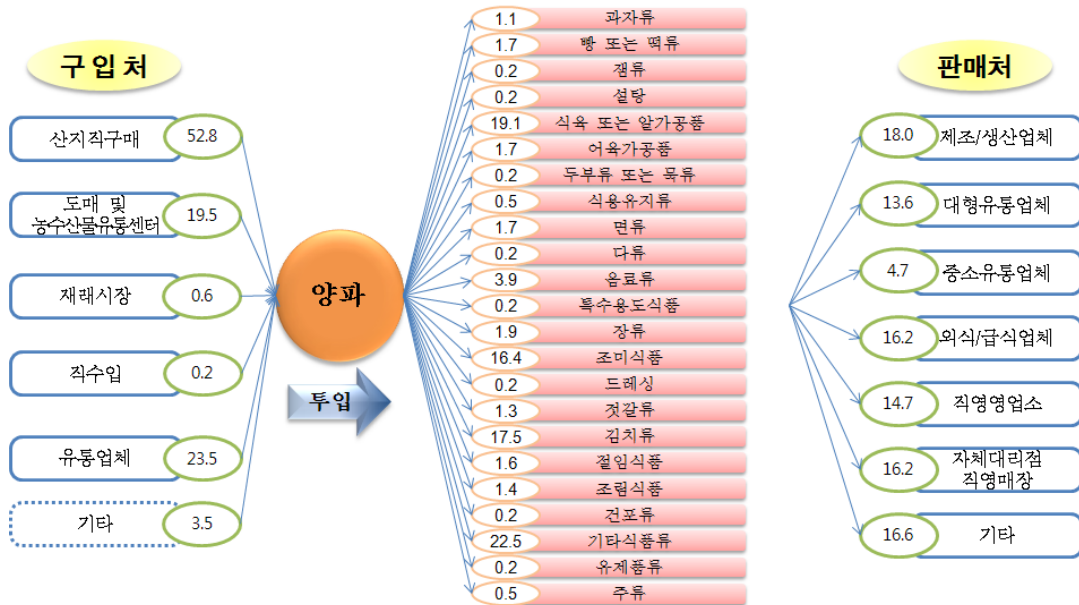 구입처
산지직구매 52.8
도매 및
농수산물유통센터 19.5
재래시장 0.6
직수입 0.2
유통업체 23.5
기타 3.5
양파
투입
1.1 과자류
1.7 빵 또는 떡류
0.2 잼류
0.2 설탕
19.1 식육 또는 알가공품
1.7 어육가공품
0.2 두부류 또는 묵류
0.5 식용유지류
1.7 면류
0.2 다류
3.9 음료류
0.2 특수용도식품
1.9 장류
16.4 조미식품
0.2 드레싱
1.3 젓갈류
17.5 김치류
1.6 절임식품
1.4 조림식품
0.2 건포류
22.5 기타식품류
0.2 유제품류
0.5 주류
판매처
18.0 제조/생산업체
13.6 대형유통업체
4.7 중소유통업체
16.2 외식/급식업체
14.7 직영영업소
16.2 자체대리점
직영매장
16.6 기타